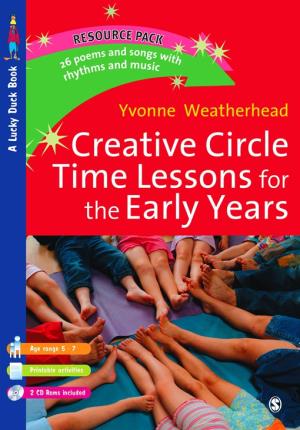 A Lucky Duck Book
RESOURCE PACK
26 poems and songs with
rhythms and music
Yvonne Weatherhead
Creative Circle
Time Lessons for
the Early Years
Age range 5 - 7
Printable activities
2 CD Roms included
SAGE